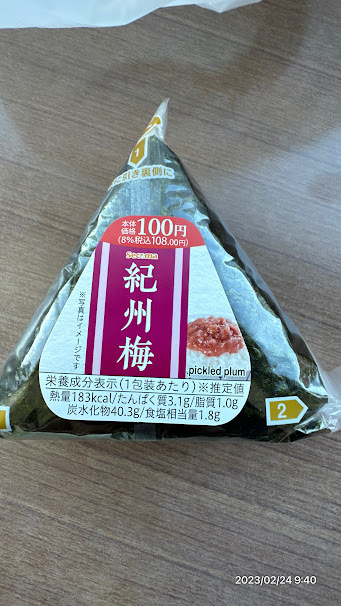 1
引き裏側に
本体
価格
100円
(8%税込108.00円)
Secoma
紀州梅
※写真はイメージです
pickled plum
栄養成分表示(1包装あたり)※推定値
熱量183kcal/たんぱく質3.1g/脂質1.0g
炭水化物40.3g/食塩相当量1.8g
2
2023/02/24 9:40